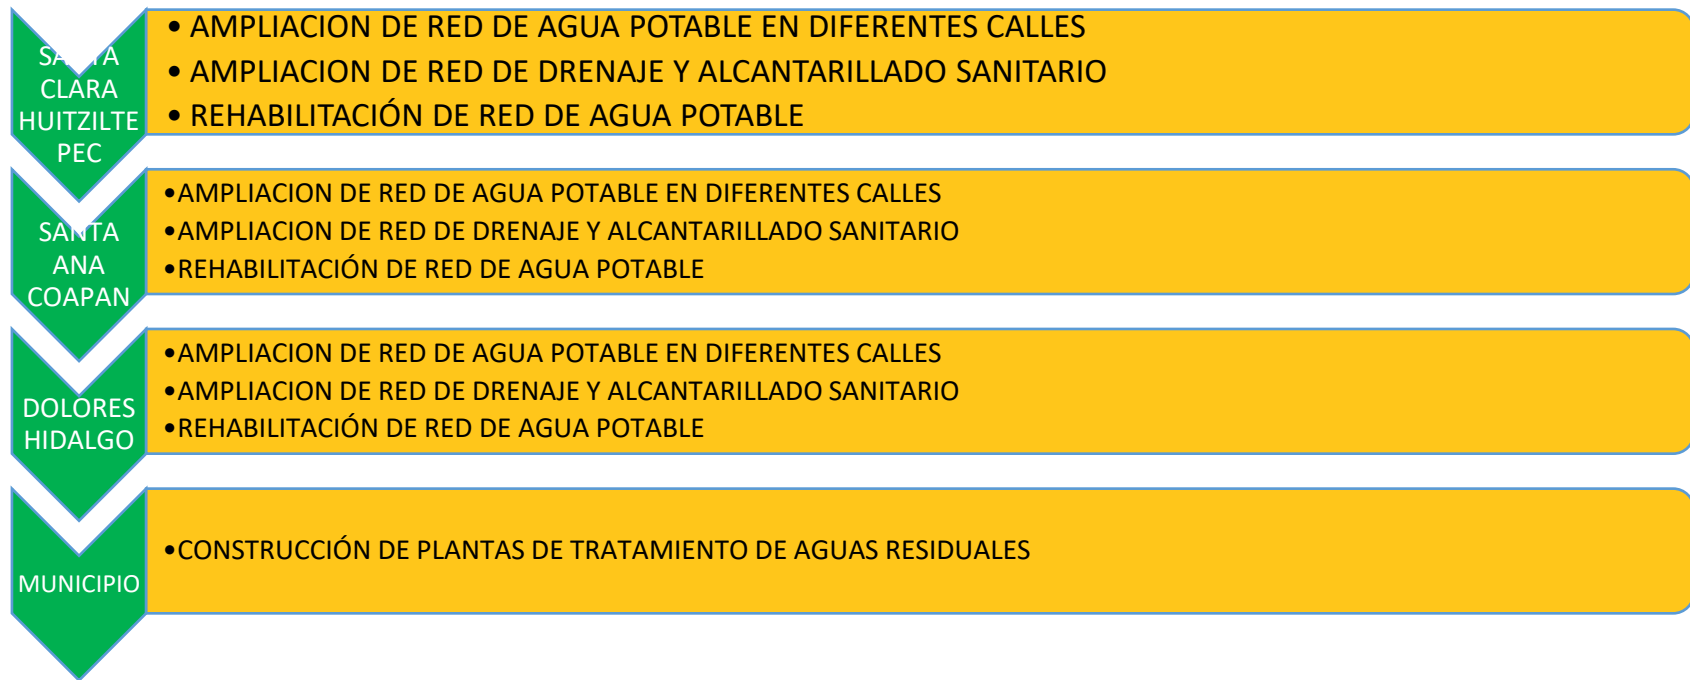 SANTA
CLARA
HUITZILTE
PEC
• AMPLIACION DE RED DE AGUA POTABLE EN DIFERENTES CALLES
• AMPLIACION DE RED DE DRENAJE Y ALCANTARILLADO SANITARIO
• REHABILITACIÓN DE RED DE AGUA POTABLE
SANTA
ANA
COAPAN
•AMPLIACION DE RED DE AGUA POTABLE EN DIFERENTES CALLES
•AMPLIACION DE RED DE DRENAJE Y ALCANTARILLADO SANITARIO
•REHABILITACIÓN DE RED DE AGUA POTABLE
DOLORES
HIDALGO
•AMPLIACION DE RED DE AGUA POTABLE EN DIFERENTES CALLES
•AMPLIACION DE RED DE DRENAJE Y ALCANTARILLADO SANITARIO
•REHABILITACIÓN DE RED DE AGUA POTABLE
MUNICIPIO
•CONSTRUCCIÓN DE PLANTAS DE TRATAMIENTO DE AGUAS RESIDUALES